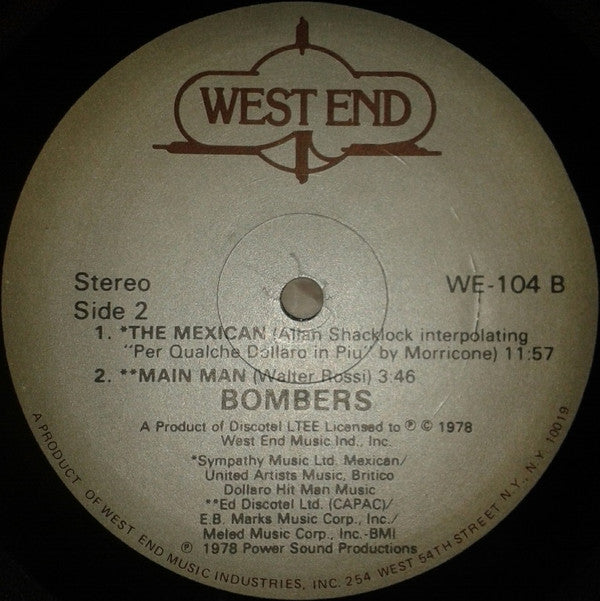 WEST END
Stereo
WE-104 B
Side 2
1. *THE MEXICAN (Allan Shacklock interpolating
"Per Qualche Dollaro in Piu" by Morricone) 11:57
2. **MAIN MAN (Walter Rossi) 3:46
BOMBERS
A Product of Discotel LTEE Licensed to ℗ © 1978
West End Music Ind., Inc.
*Sympathy Music Ltd. Mexican/
United Artists Music, Britico
Dollaro Hit Man Music
**Ed Discotel Ltd. (CAPAC)/
E.B. Marks Music Corp., Inc./
Meled Music Corp., Inc.-BMI
℗ 1978 Power Sound Productions
A PRODUCT OF WEST END MUSIC INDUSTRIES, INC. 254 WEST 54TH STREET N.Y., N.Y. 10019